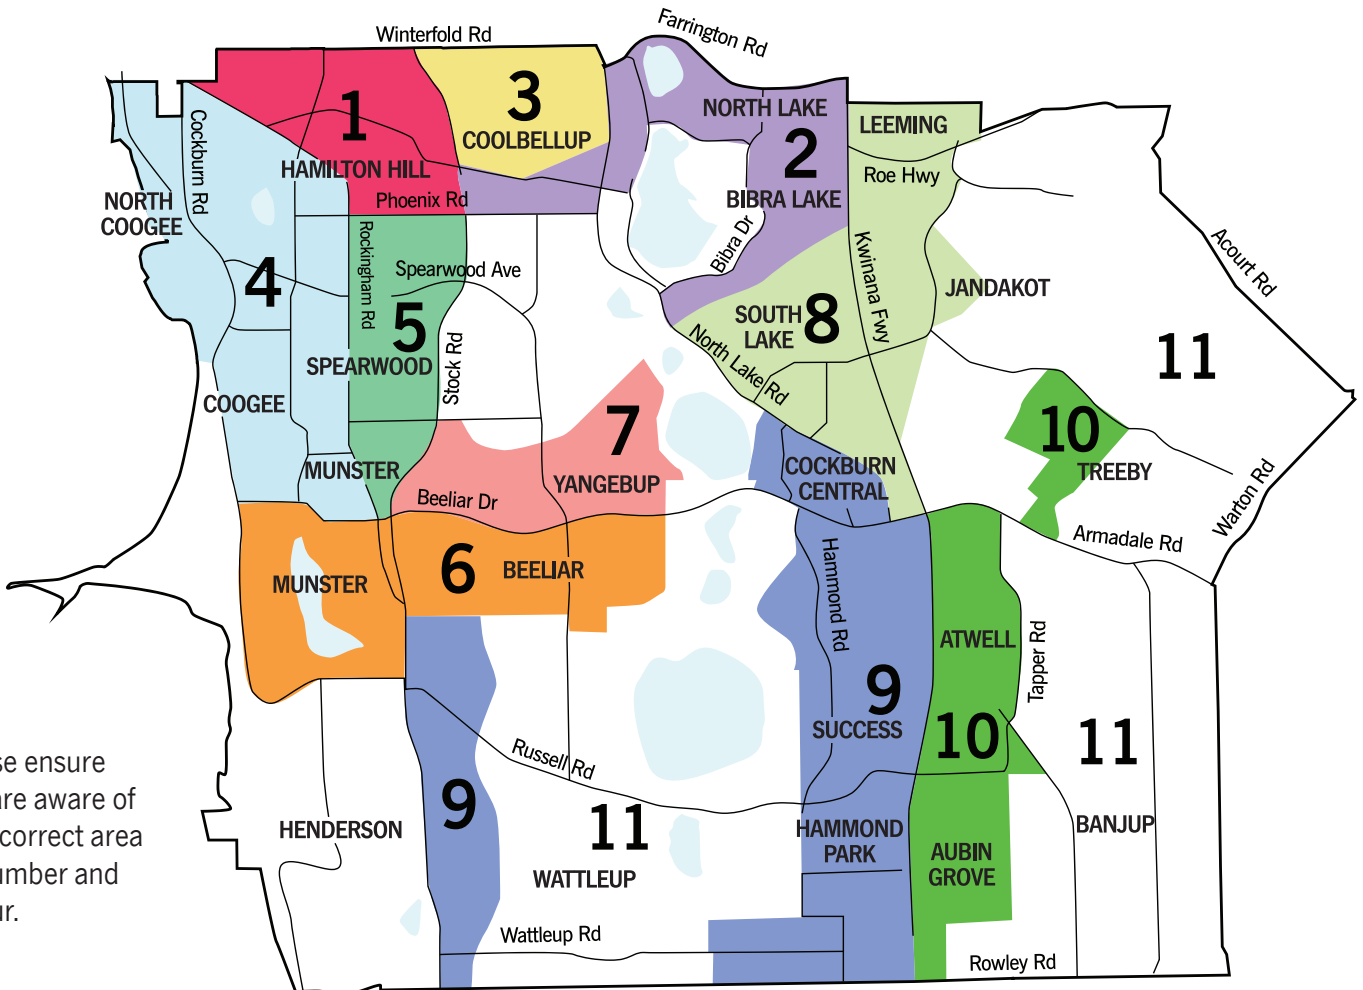 Winterfold Rd
Farrington Rd
1
HAMILTON HILL
3
COOLBELLUP
NORTH LAKE
2
BIBRA LAKE
LEEMING
Roe Hwy
Cockburn Rd
NORTH
COOGEE
Phoenix Rd
Rockingham Rd
Spearwood Ave
Bibra Dr
Kwinana Fwy
JANDAKOT
Acourt Rd
4
5
SPEARWOOD
Stock Rd
SOUTH
LAKE
8
North Lake Rd
11
COOGEE
MUNSTER
7
YANGEBUP
Beeliar Dr
COCKBURN
CENTRAL
10
TREEBY
Warton Rd
Armadale Rd
MUNSTER
6
BEELIAR
Hammond Rd
ATWELL
Tapper Rd
9
SUCCESS
10
11
BANJUP
Russell Rd
se ensure
are aware of
correct area
umber and
ur.
HENDERSON
9
11
WATTLEUP
HAMMOND
PARK
AUBIN
GROVE
Wattleup Rd
Rowley Rd